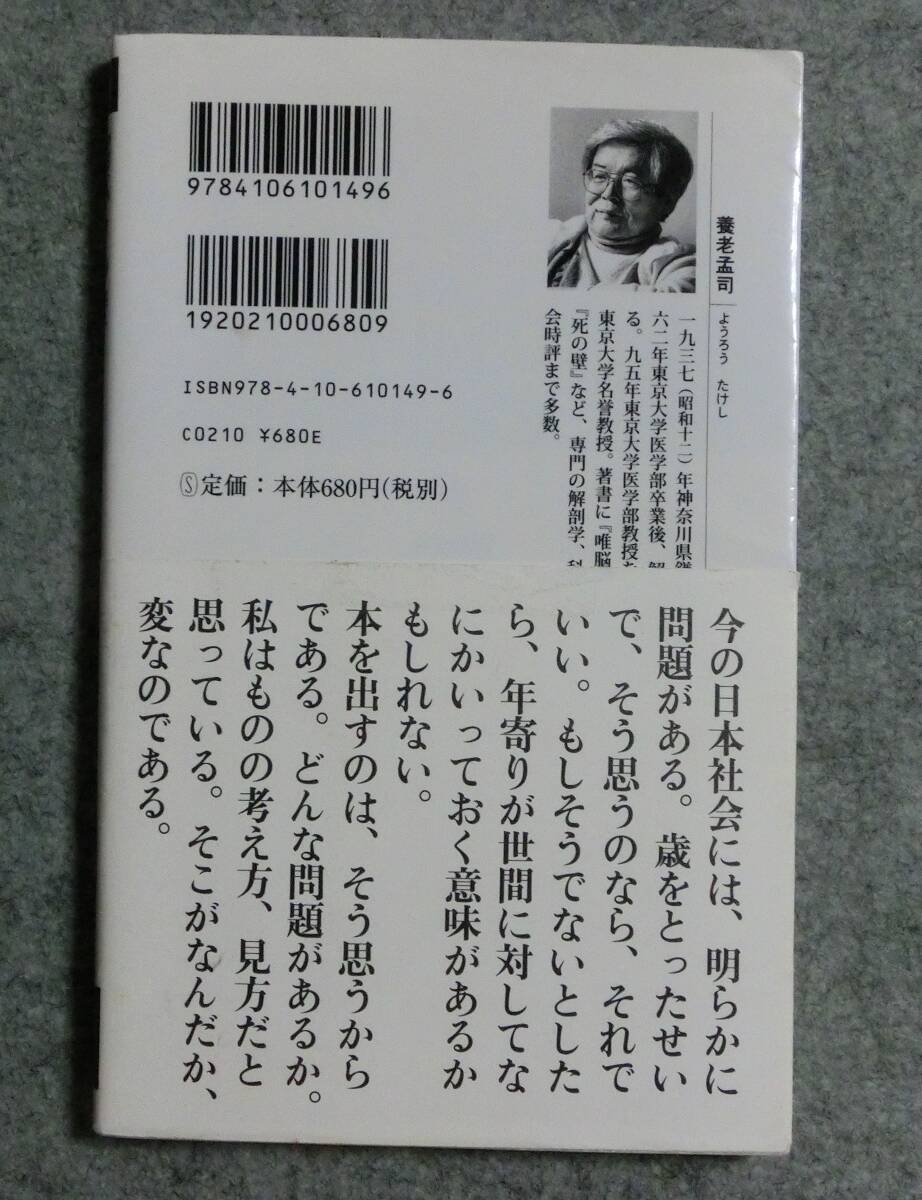 9784106101496
1920210006809
ISBN978-4-10-610149-6
C0210 ¥680E
Ⓢ定価：本体680円（税別）
養老孟司
ようろう たけし
一九三七（昭和十二）年神奈川県鎌
六二年東京大学医学部卒業後、解
る。九五年東京大学医学部教授を
東京大学名誉教授。著書に『唯脳
『死の壁』など、専門の解剖学、科
会時評まで多数。
今の日本社会には、明らかに
問題がある。歳をとったせい
で、そう思うのなら、それで
いい。もしそうでないとした
ら、年寄りが世間に対してな
にかいっておく意味があるか
もしれない。
本を出すのは、そう思うから
である。どんな問題があるか。
私はものの考え方、見方だと
思っている。そこがなんだか、
変なのである。